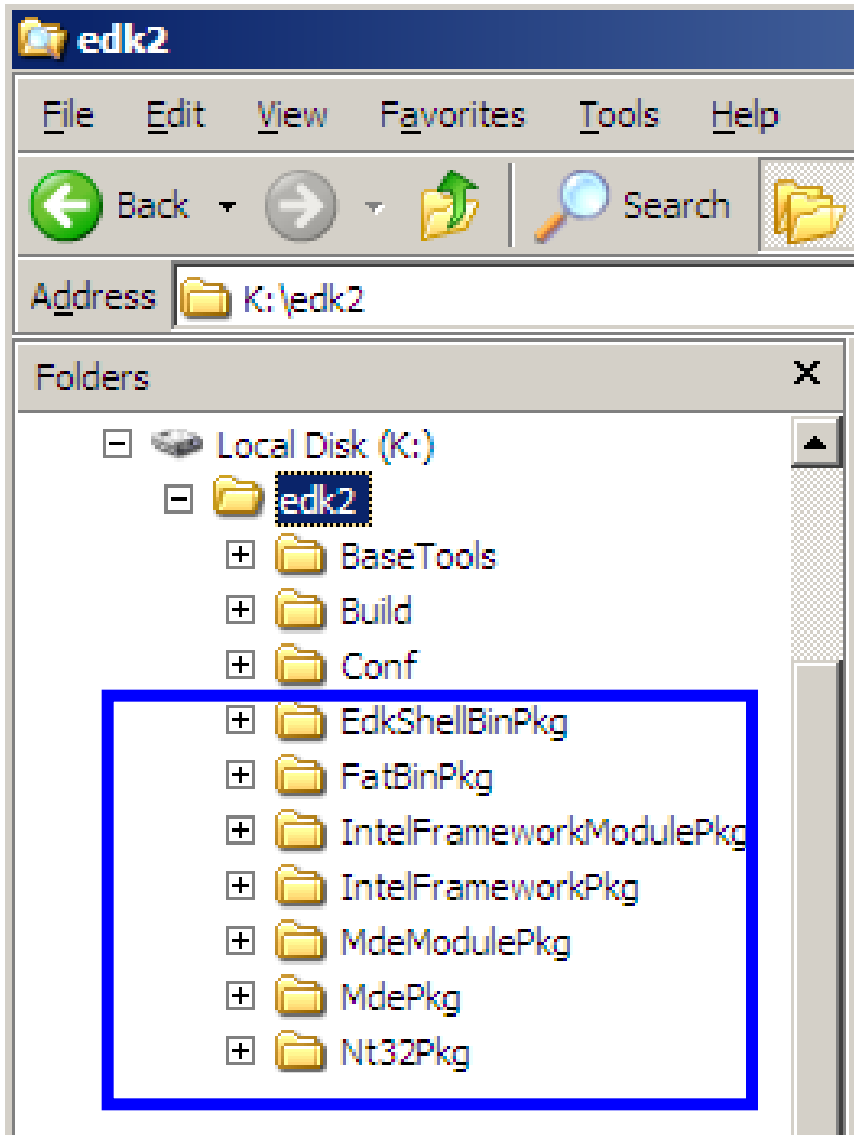 edk2
File Edit View Favorites Tools Help
Back Search
Address K:\edk2
Folders
Local Disk (K:)
edk2
BaseTools
Build
Conf
EdkShellBinPkg
FatBinPkg
IntelFrameworkModulePkg
IntelFrameworkPkg
MdeModulePkg
MdePkg
Nt32Pkg